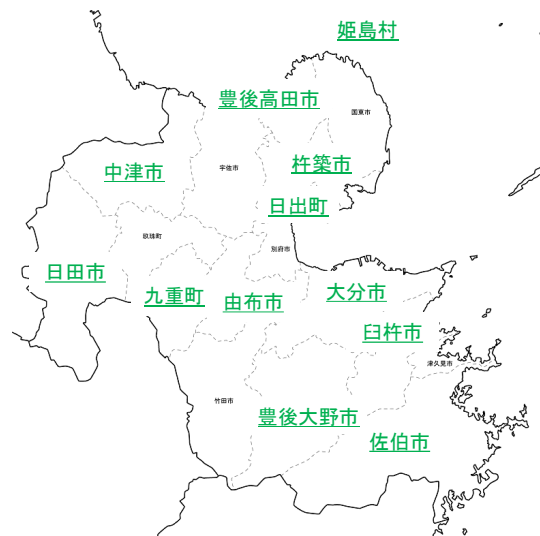 姫島村
豊後高田市
国東市
中津市
宇佐市
杵築市
日出町
玖珠町
別府市
日田市
九重町
由布市
大分市
臼杵市
津久見市
竹田市
豊後大野市
佐伯市